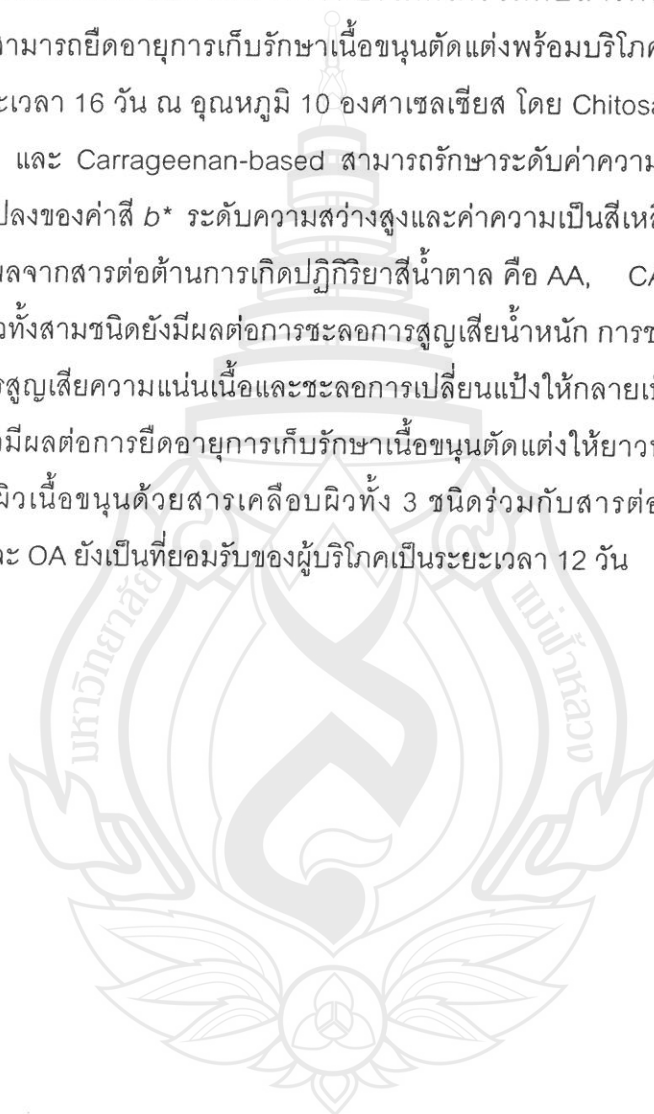 สามารถยืดอายุการเก็บรักษาเนื้อขนุนตัดแต่งพร้อมบริโภค
ะเวลา 16 วัน ณ อุณหภูมิ 10 องศาเซลเซียส โดย Chitosa
และ Carrageenan-based สามารถรักษาระดับค่าความ
ปลงของค่าสี b* ระดับความสว่างสูงและค่าความเป็นสีเหลื
ผลจากสารต่อต้านการเกิดปฏิกิริยาสีน้ำตาล คือ AA, CA
วทั้งสามชนิดยังมีผลต่อการชะลอการสูญเสียน้ำหนัก การช
รสูญเสียความแน่นเนื้อและชะลอการเปลี่ยนแป้งให้กลายเป็
มีผลต่อการยืดอายุการเก็บรักษาเนื้อขนุนตัดแต่งให้ยาว
ผิวเนื้อขนุนด้วยสารเคลือบผิวทั้ง 3 ชนิดร่วมกับสารต่อ
ละ OA ยังเป็นที่ยอมรับของผู้บริโภคเป็นระยะเวลา 12 วัน
มหาวิทยาลัย แม่ฟ้าหลวง